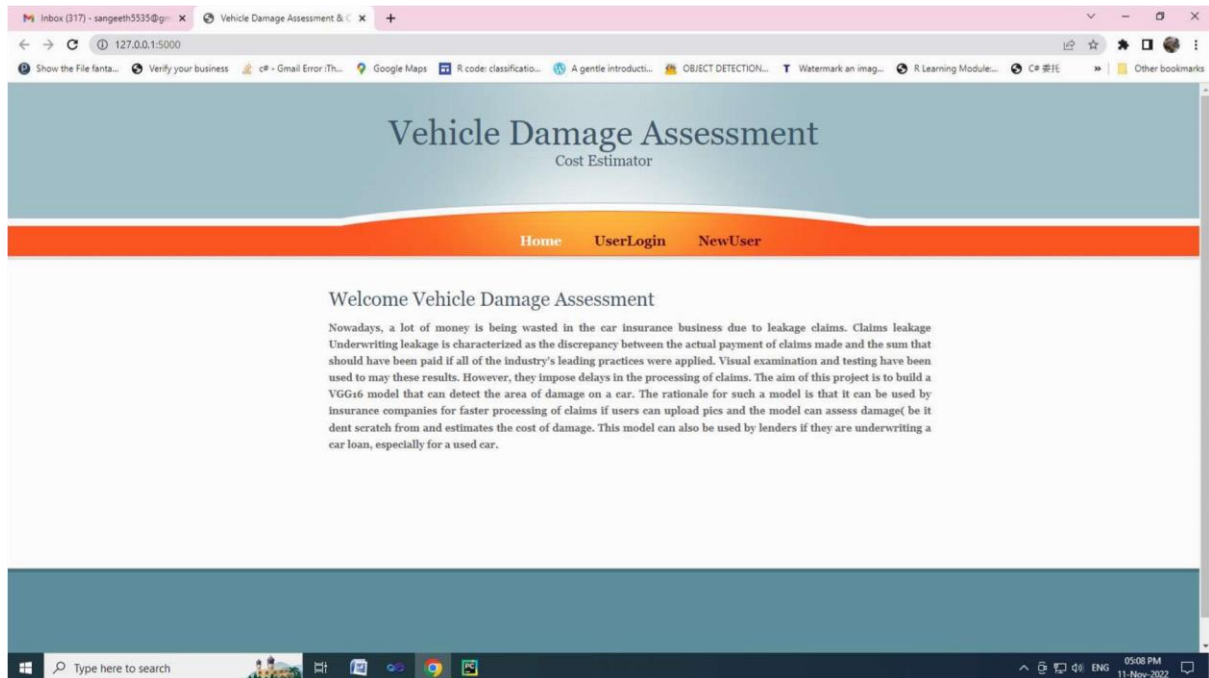 Inbox (317) - sangeeth5535@gm
Vehicle Damage Assessment & C
127.0.0.1:5000
Show the File fanta...
Verify your business
c# - Gmail Error :Th...
Google Maps
R code: classificatio...
A gentle introducti...
OBJECT DETECTION...
Watermark an imag...
R Learning Module:...
C# 委托
Other bookmarks
Vehicle Damage Assessment
Cost Estimator
Home UserLogin NewUser
Welcome Vehicle Damage Assessment
Nowadays, a lot of money is being wasted in the car insurance business due to leakage claims. Claims leakage
Underwriting leakage is characterized as the discrepancy between the actual payment of claims made and the sum that
should have been paid if all of the industry's leading practices were applied. Visual examination and testing have been
used to may these results. However, they impose delays in the processing of claims. The aim of this project is to build a
VGG16 model that can detect the area of damage on a car. The rationale for such a model is that it can be used by
insurance companies for faster processing of claims if users can upload pics and the model can assess damage( be it
dent scratch from and estimates the cost of damage. This model can also be used by lenders if they are underwriting a
car loan, especially for a used car.
Type here to search
ENG
05:08 PM
11-Nov-2022